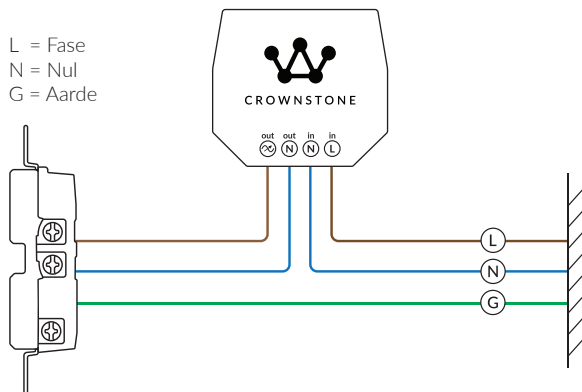 L = Fase
N = Nul
G = Aarde
CROWNSTONE
out out in in
N N L
L
N
G